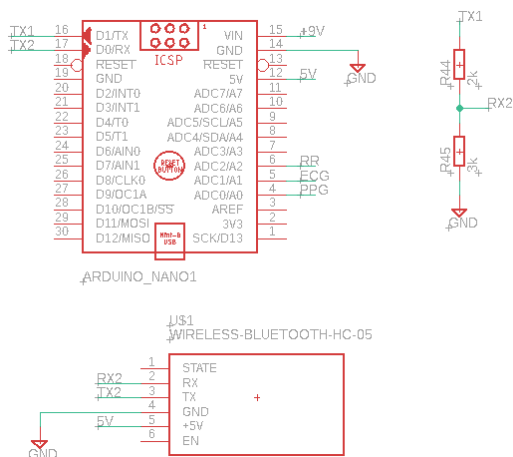 TX1 16 D1/TX VIN 15 +9V
TX2 17 D0/RX GND 14
18 RESET RESET 13
19 GND 5V 12 5V
20 D2/INT0 ADC7/A7 11
21 D3/INT1 ADC6/A6 10
22 D4/T0 ADC5/SCL/A5 9
23 D5/T1 ADC4/SDA/A4 8
24 D6/AIN0 ADC3/A3 7
25 D7/AIN1 ADC2/A2 6 RR
26 D8/CLK0 ADC1/A1 5 ECG
27 D9/OC1A ADC0/A0 4 PPG
28 D10/OC1B/SS AREF 3
29 D11/MOSI 3V3 2
30 D12/MISO SCK/D13 1
ICSP
1
RESET
BUTTON
MINI-B
USB
GND
ARDUINO_NANO1
TX1
R44
2k
RX2
R45
3k
GND
U$1
WIRELESS-BLUETOOTH-HC-05
1 STATE
RX2 2 RX
TX2 3 TX
4 GND
5V 5 +5V
6 EN
GND